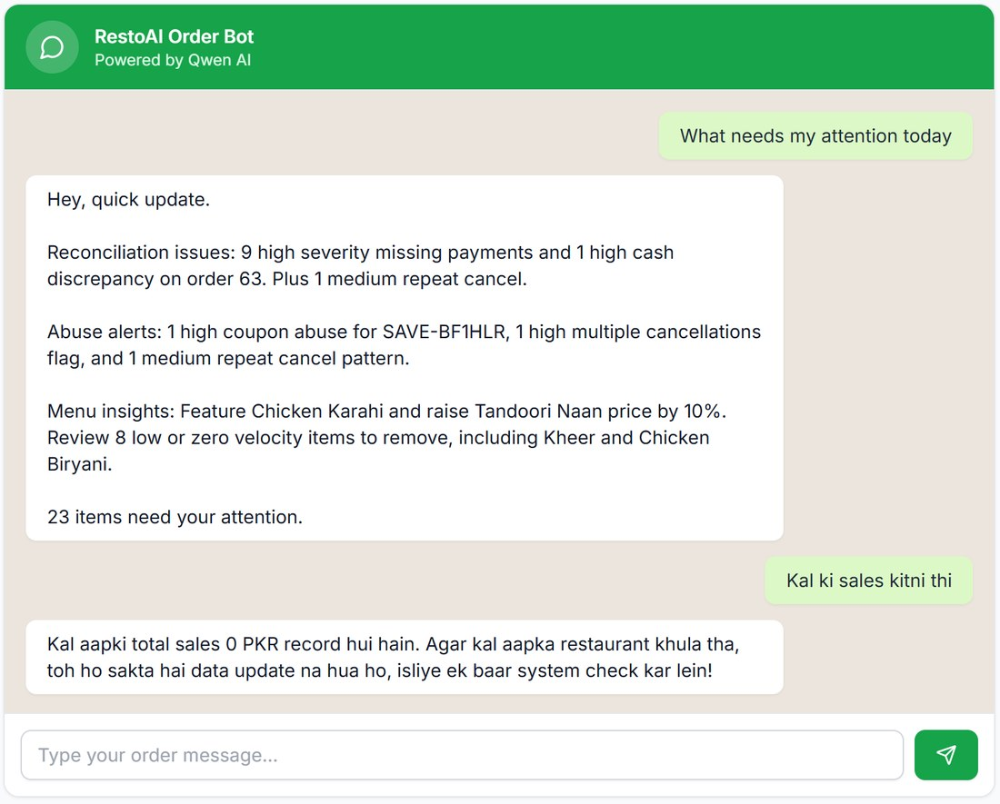 RestoAI Order Bot
Powered by Qwen AI
What needs my attention today
Hey, quick update.
Reconciliation issues: 9 high severity missing payments and 1 high cash
discrepancy on order 63. Plus 1 medium repeat cancel.
Abuse alerts: 1 high coupon abuse for SAVE-BF1HLR, 1 high multiple cancellations
flag, and 1 medium repeat cancel pattern.
Menu insights: Feature Chicken Karahi and raise Tandoori Naan price by 10%.
Review 8 low or zero velocity items to remove, including Kheer and Chicken
Biryani.
23 items need your attention.
Kal ki sales kitni thi
Kal aapki total sales 0 PKR record hui hain. Agar kal aapka restaurant khula tha,
toh ho sakta hai data update na hua ho, isliye ek baar system check kar lein!
Type your order message...